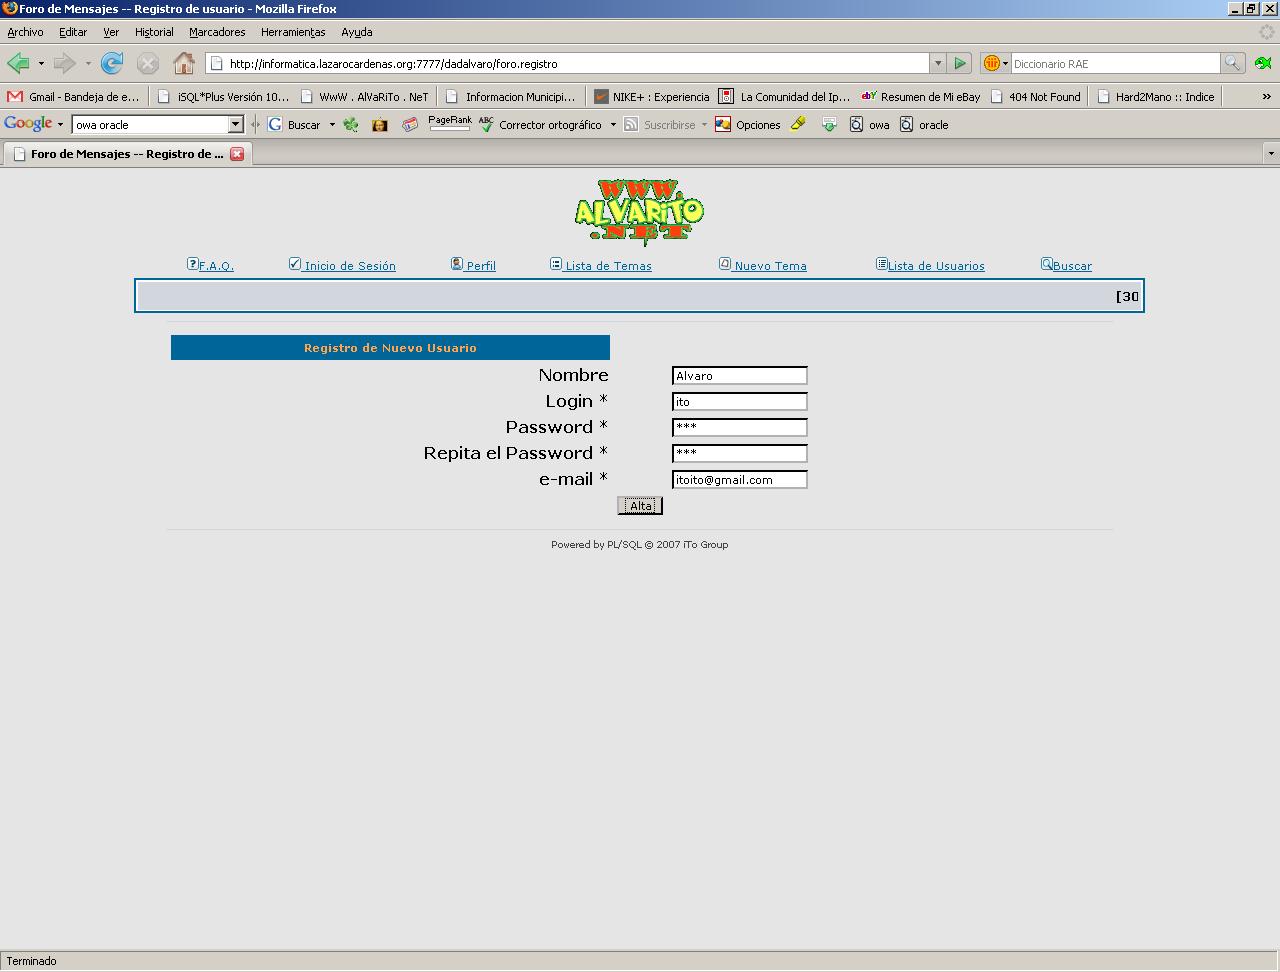 Foro de Mensajes -- Registro de usuario - Mozilla Firefox
Archivo Editar Ver Historial Marcadores Herramientas Ayuda
http://informatica.lazarocardenas.org:7777/dadalvaro/foro.registro Diccionario RAE
Gmail - Bandeja de e... iSQL*Plus Versión 10... WwW . AlVaRiTo . NeT Informacion Municipi... NIKE+ : Experiencia La Comunidad del Ip... Resumen de Mi eBay 404 Not Found Hard2Mano :: Indice »
Google owa oracle Buscar PageRank Corrector ortográfico Suscribirse Opciones owa oracle
Foro de Mensajes -- Registro de ...
WWW.
ALVARiTO
.NET
F.A.Q. Inicio de Sesión Perfil Lista de Temas Nuevo Tema Lista de Usuarios Buscar
[30
Registro de Nuevo Usuario
Nombre Alvaro
Login * ito
Password * ***
Repita el Password * ***
e-mail * itoito@gmail.com
Alta
Powered by PL/SQL © 2007 iTo Group
Terminado